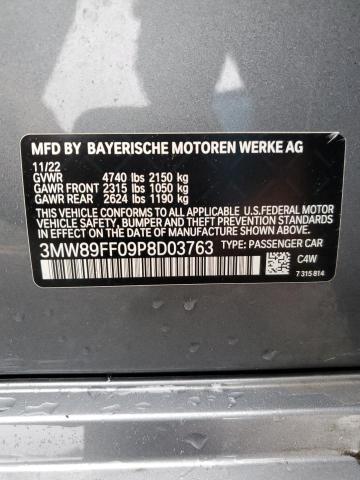 MFD BY BAYERISCHE MOTOREN WERKE AG
11/22
GVWR 4740 lbs 2150 kg
GAWR FRONT 2315 lbs 1050 kg
GAWR REAR 2624 lbs 1190 kg
THIS VEHICLE CONFORMS TO ALL APPLICABLE U.S. FEDERAL MOTOR
VEHICLE SAFETY, BUMPER, AND THEFT PREVENTION STANDARDS IN
EFFECT ON THE DATE OF MANUFACTURE SHOWN ABOVE.
3MW89FF09P8D03763 TYPE: PASSENGER CAR
C4W
7 315 814